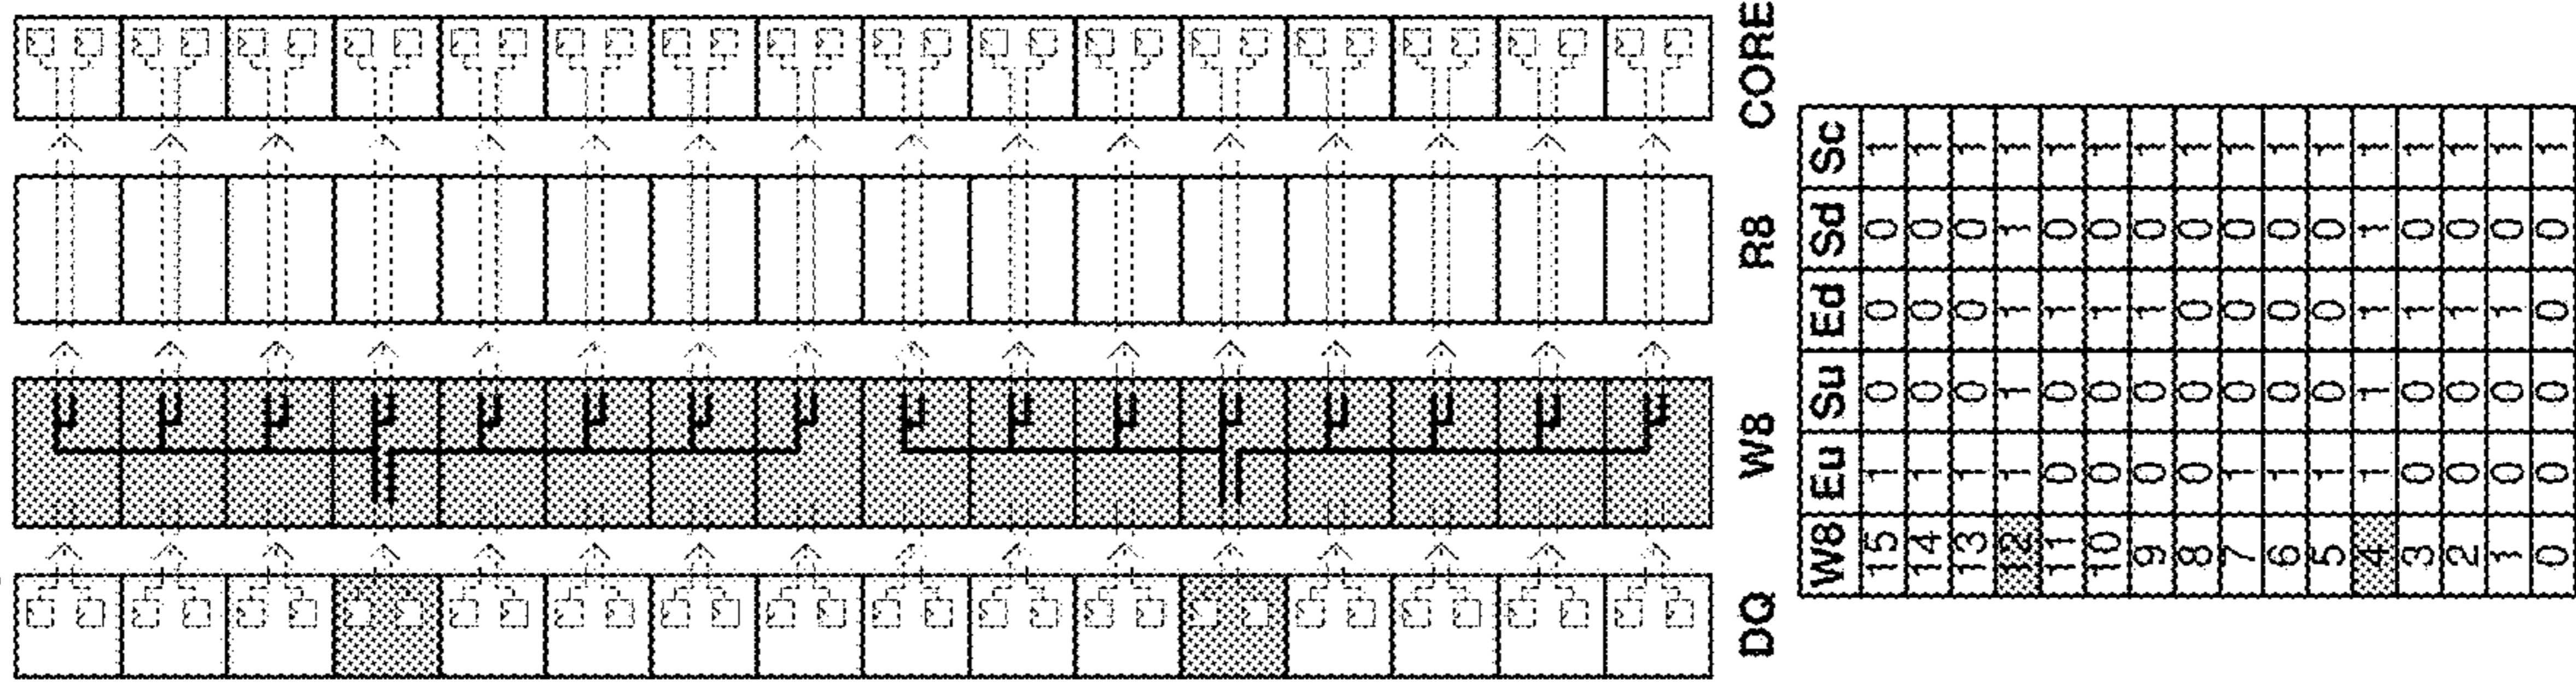 DQ W8 R8 CORE
W8 Eu Su Ed Sd Sc
15 1 0 0 0 1
14 1 0 0 0 1
13 1 0 0 0 1
12 1 1 1 1 1
11 0 0 1 0 1
10 0 0 1 0 1
9 0 0 1 0 1
8 0 0 0 0 1
7 1 0 0 0 1
6 1 0 0 0 1
5 1 0 0 0 1
4 1 1 1 1 1
3 0 0 1 0 1
2 0 0 1 0 1
1 0 0 1 0 1
0 0 0 0 0 1